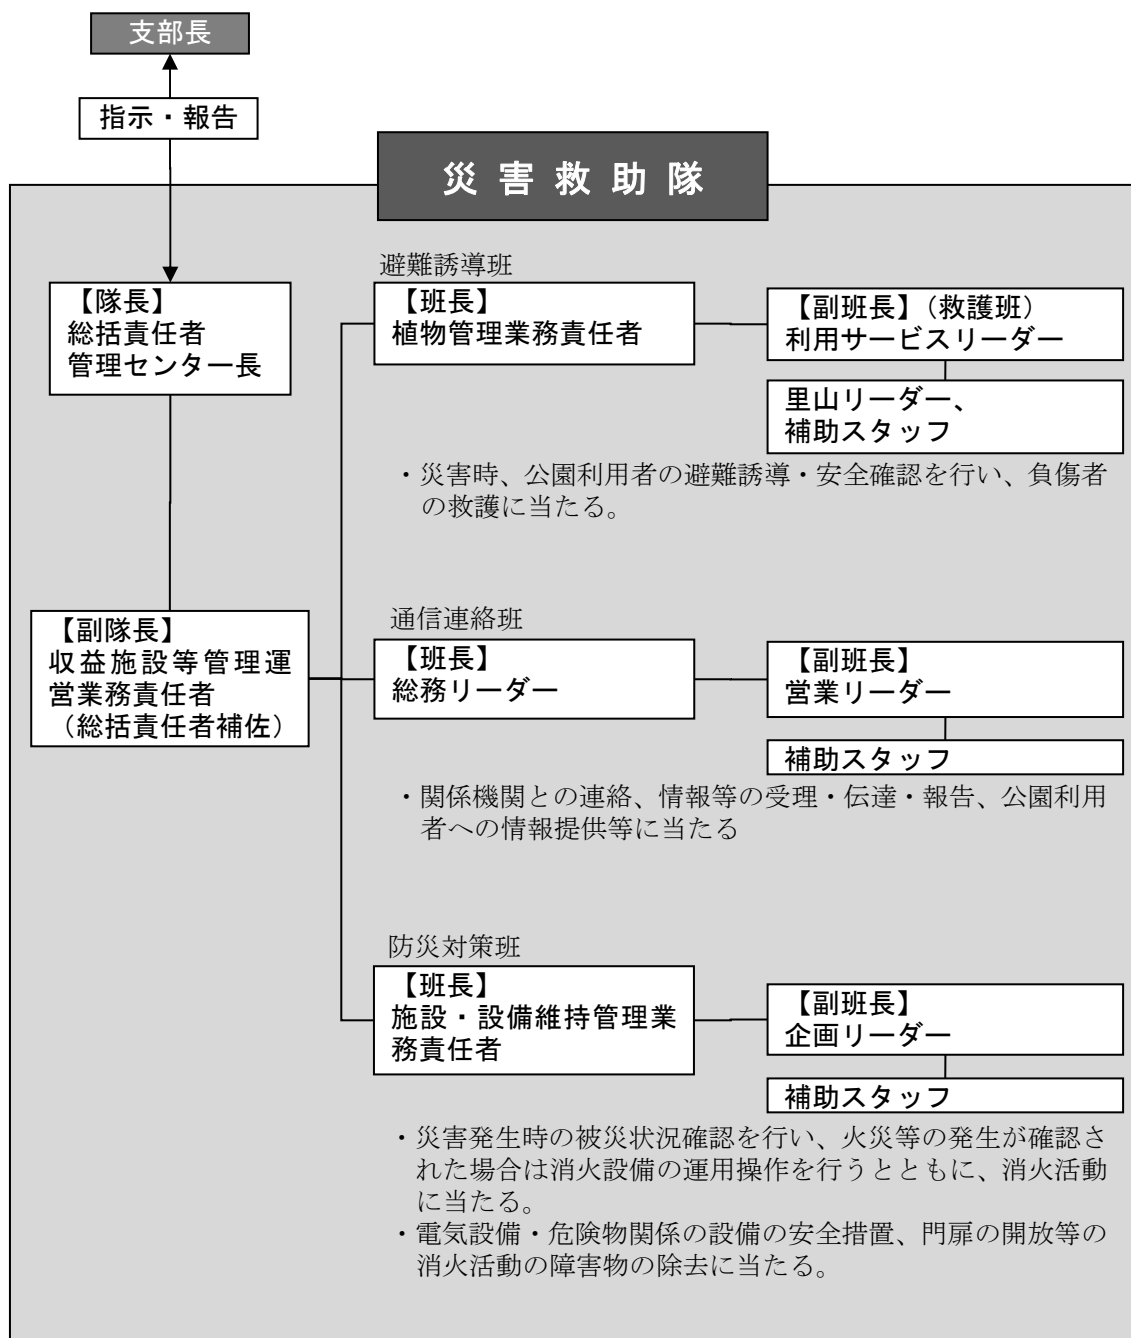 支部長
指示・報告
災害救助隊
【隊長】
総括責任者
管理センター長
【副隊長】
収益施設等管理運
営業務責任者
（総括責任者補佐）
避難誘導班
【班長】
植物管理業務責任者
【副班長】（救護班）
利用サービスリーダー
里山リーダー、
補助スタッフ
・災害時、公園利用者の避難誘導・安全確認を行い、負傷者
の救護に当たる。
通信連絡班
【班長】
総務リーダー
【副班長】
営業リーダー
補助スタッフ
・関係機関との連絡、情報等の受理・伝達・報告、公園利用
者への情報提供等に当たる
防災対策班
【班長】
施設・設備維持管理業
務責任者
【副班長】
企画リーダー
補助スタッフ
・災害発生時の被災状況確認を行い、火災等の発生が確認さ
れた場合は消火設備の運用操作を行うとともに、消火活動
に当たる。
・電気設備・危険物関係の設備の安全措置、門扉の開放等の
消火活動の障害物の除去に当たる。